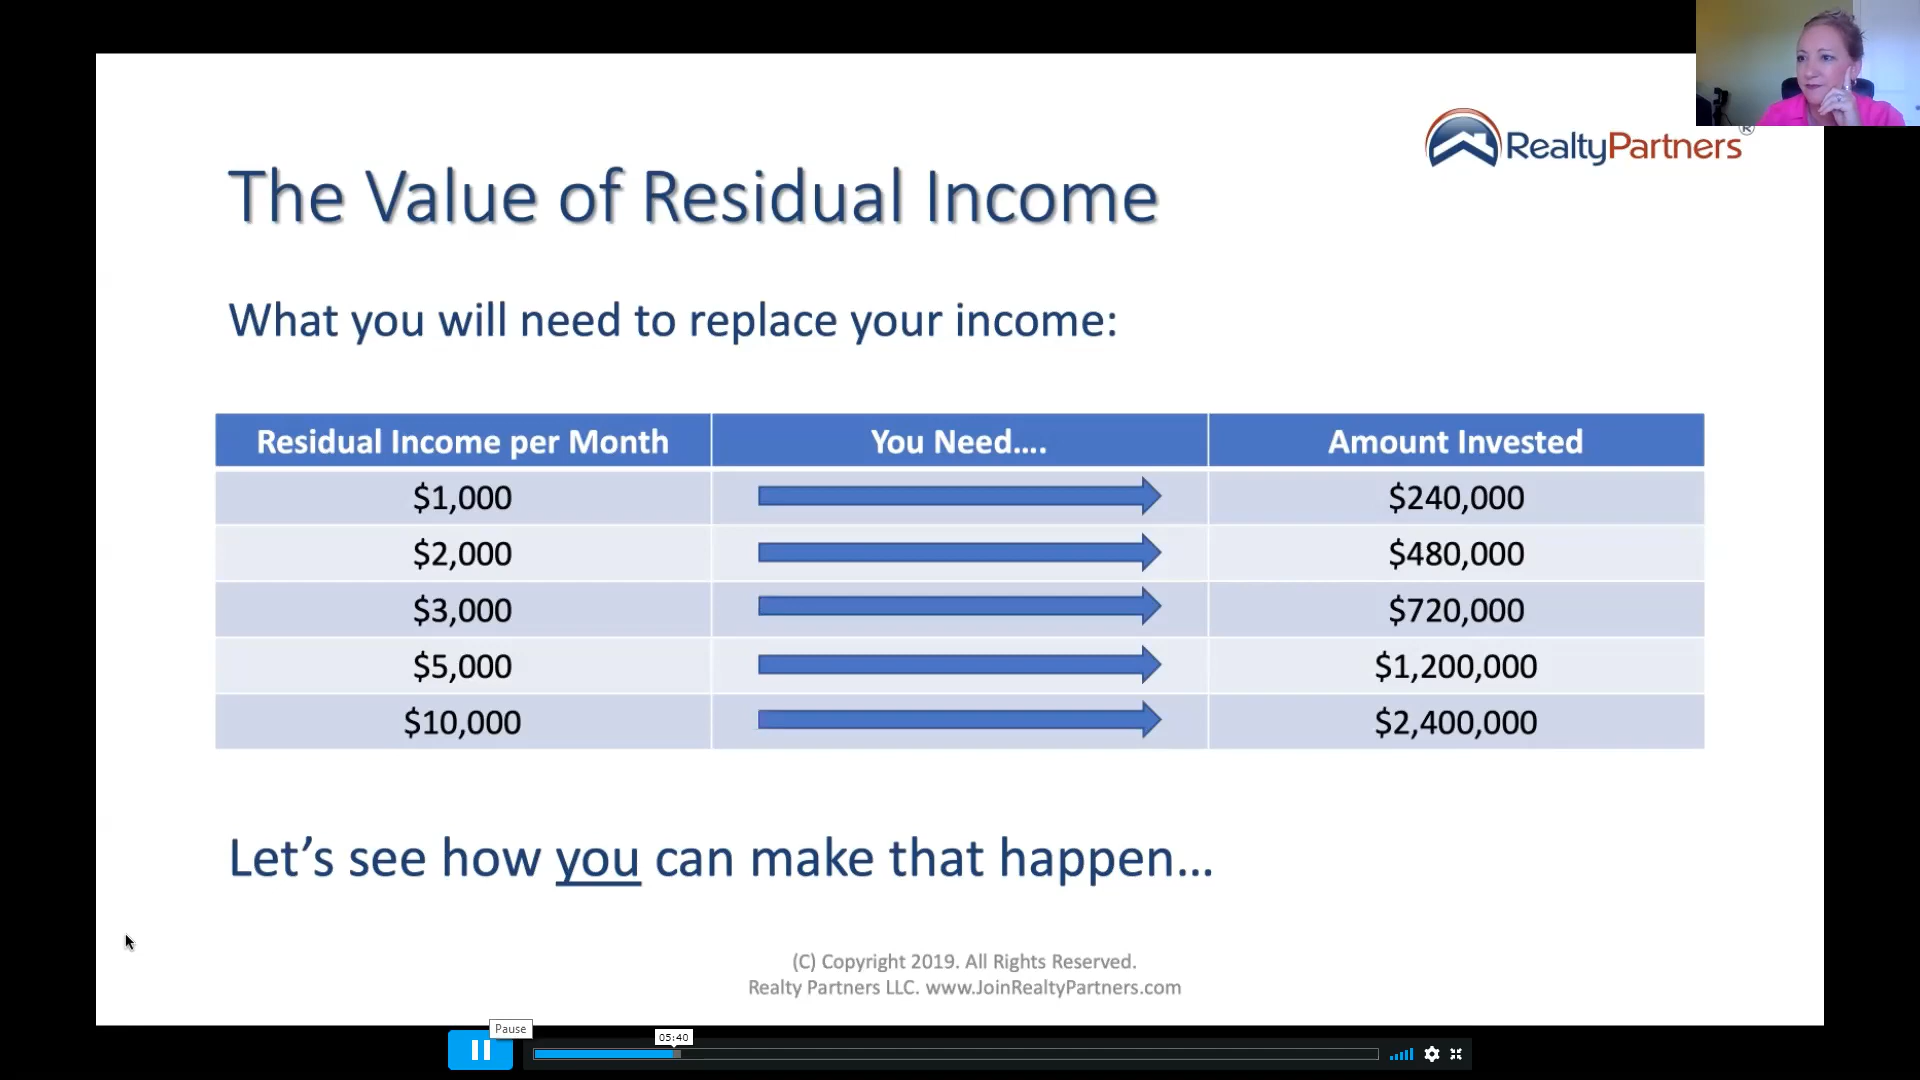 RealtyPartners®
The Value of Residual Income
What you will need to replace your income:
Residual Income per Month You Need.... Amount Invested
$1,000 $240,000
$2,000 $480,000
$3,000 $720,000
$5,000 $1,200,000
$10,000 $2,400,000
Let's see how you can make that happen...
(C) Copyright 2019. All Rights Reserved.
Realty Partners LLC. www.JoinRealtyPartners.com
Pause
05:40